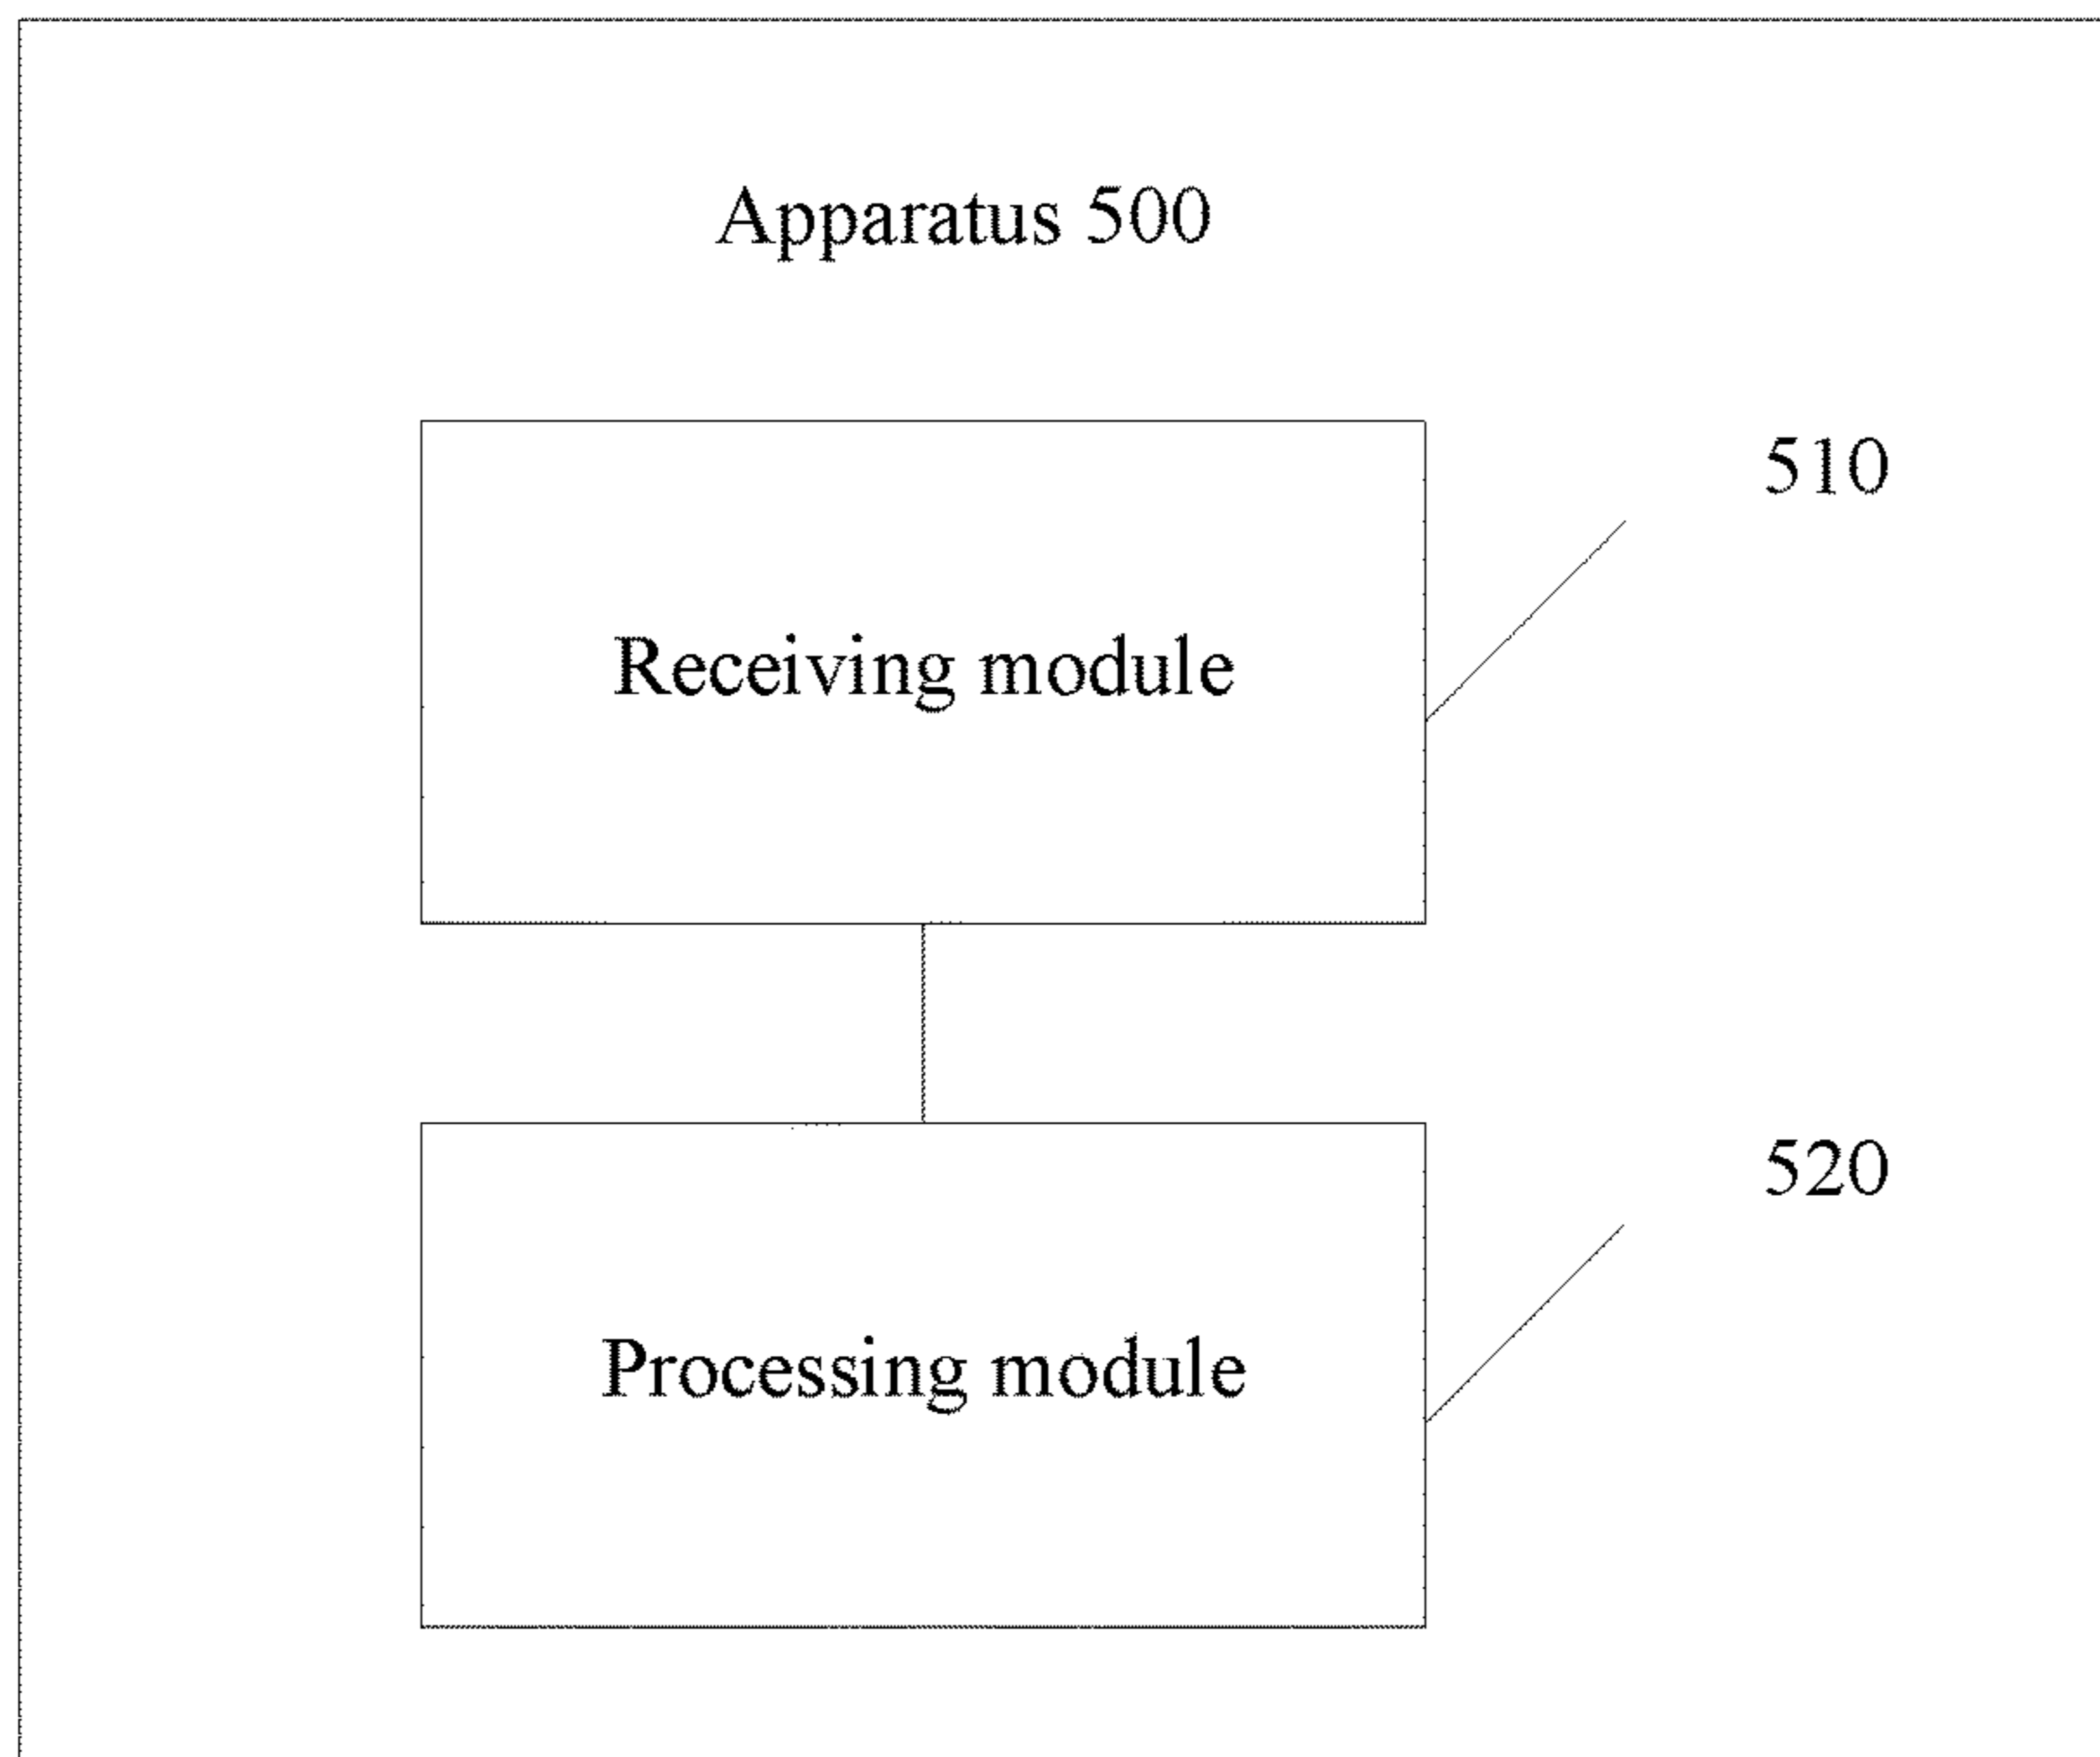 Apparatus 500
510
Receiving module
520
Processing module